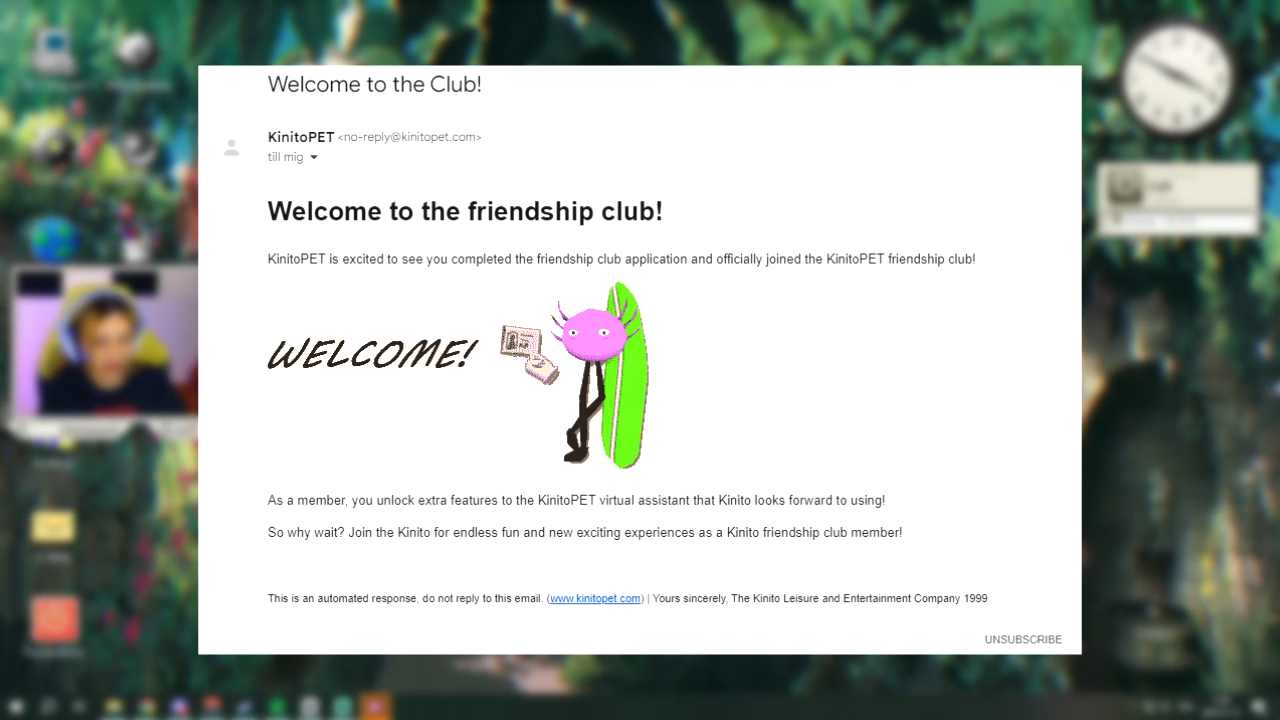 Welcome to the Club!
KinitoPET <no-reply@kinitopet.com>
till mig
Welcome to the friendship club!
KinitoPET is excited to see you completed the friendship club application and officially joined the KinitoPET friendship club!
WELCOME!
As a member, you unlock extra features to the KinitoPET virtual assistant that Kinito looks forward to using!
So why wait? Join the Kinito for endless fun and new exciting experiences as a Kinito friendship club member!
This is an automated response, do not reply to this email. (www.kinitopet.com) | Yours sincerely, The Kinito Leisure and Entertainment Company 1999
UNSUBSCRIBE